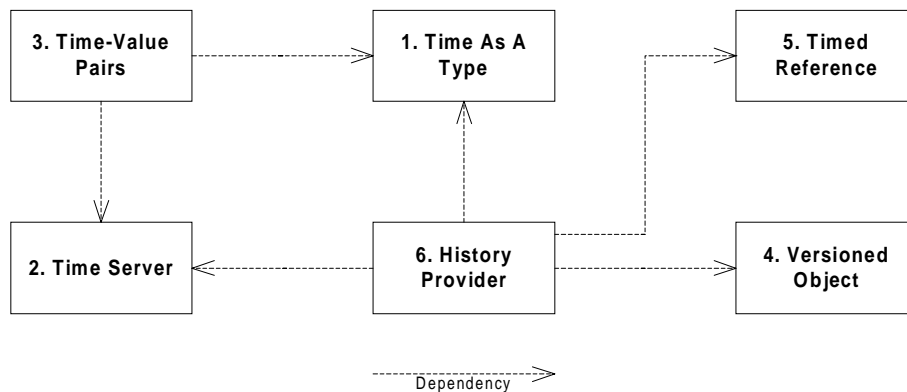 3. Time-Value
Pairs
1. Time As A
Type
5. Timed
Reference
2. Time Server
6. History
Provider
4. Versioned
Object
Dependency